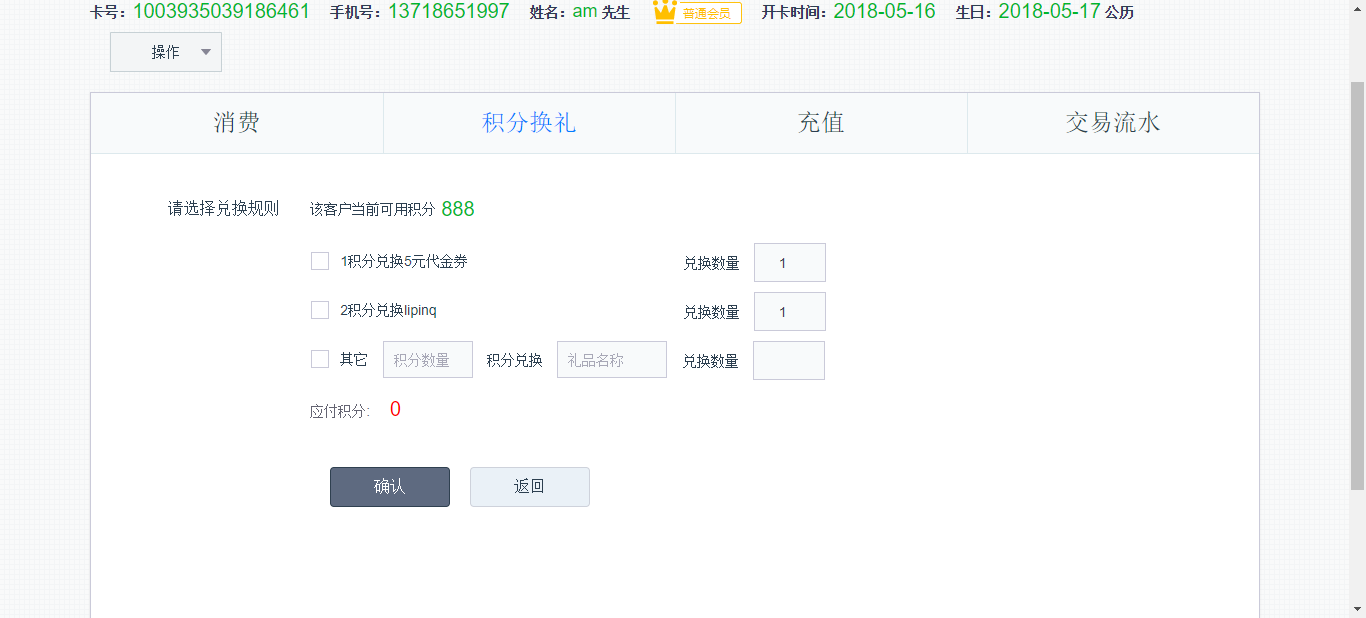 卡号：1003935039186461 手机号：13718651997 姓名：am 先生 普通会员 开卡时间：2018-05-16 生日：2018-05-17 公历
操作
消费 积分换礼 充值 交易流水
请选择兑换规则 该客户当前可用积分 888
1积分兑换5元代金券 兑换数量 1
2积分兑换lipinq 兑换数量 1
其它 积分数量 积分兑换 礼品名称 兑换数量
应付积分: 0
确认 返回